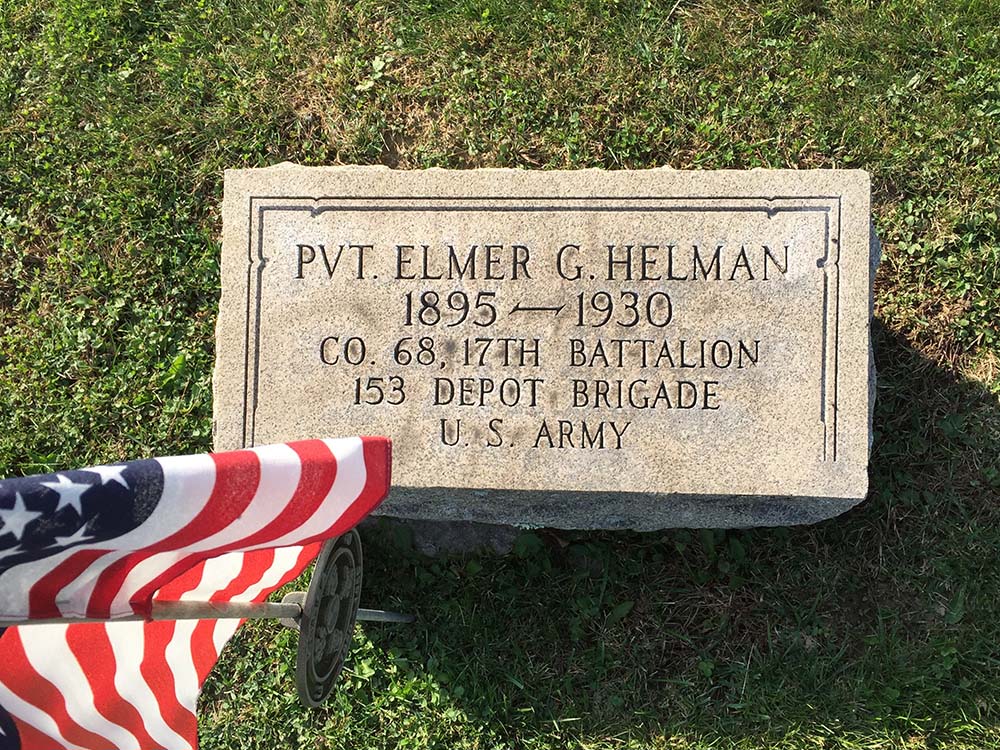 PVT. ELMER G. HELMAN
1895 — 1930
CO. 68, 17TH BATTALION
153 DEPOT BRIGADE
U. S. ARMY